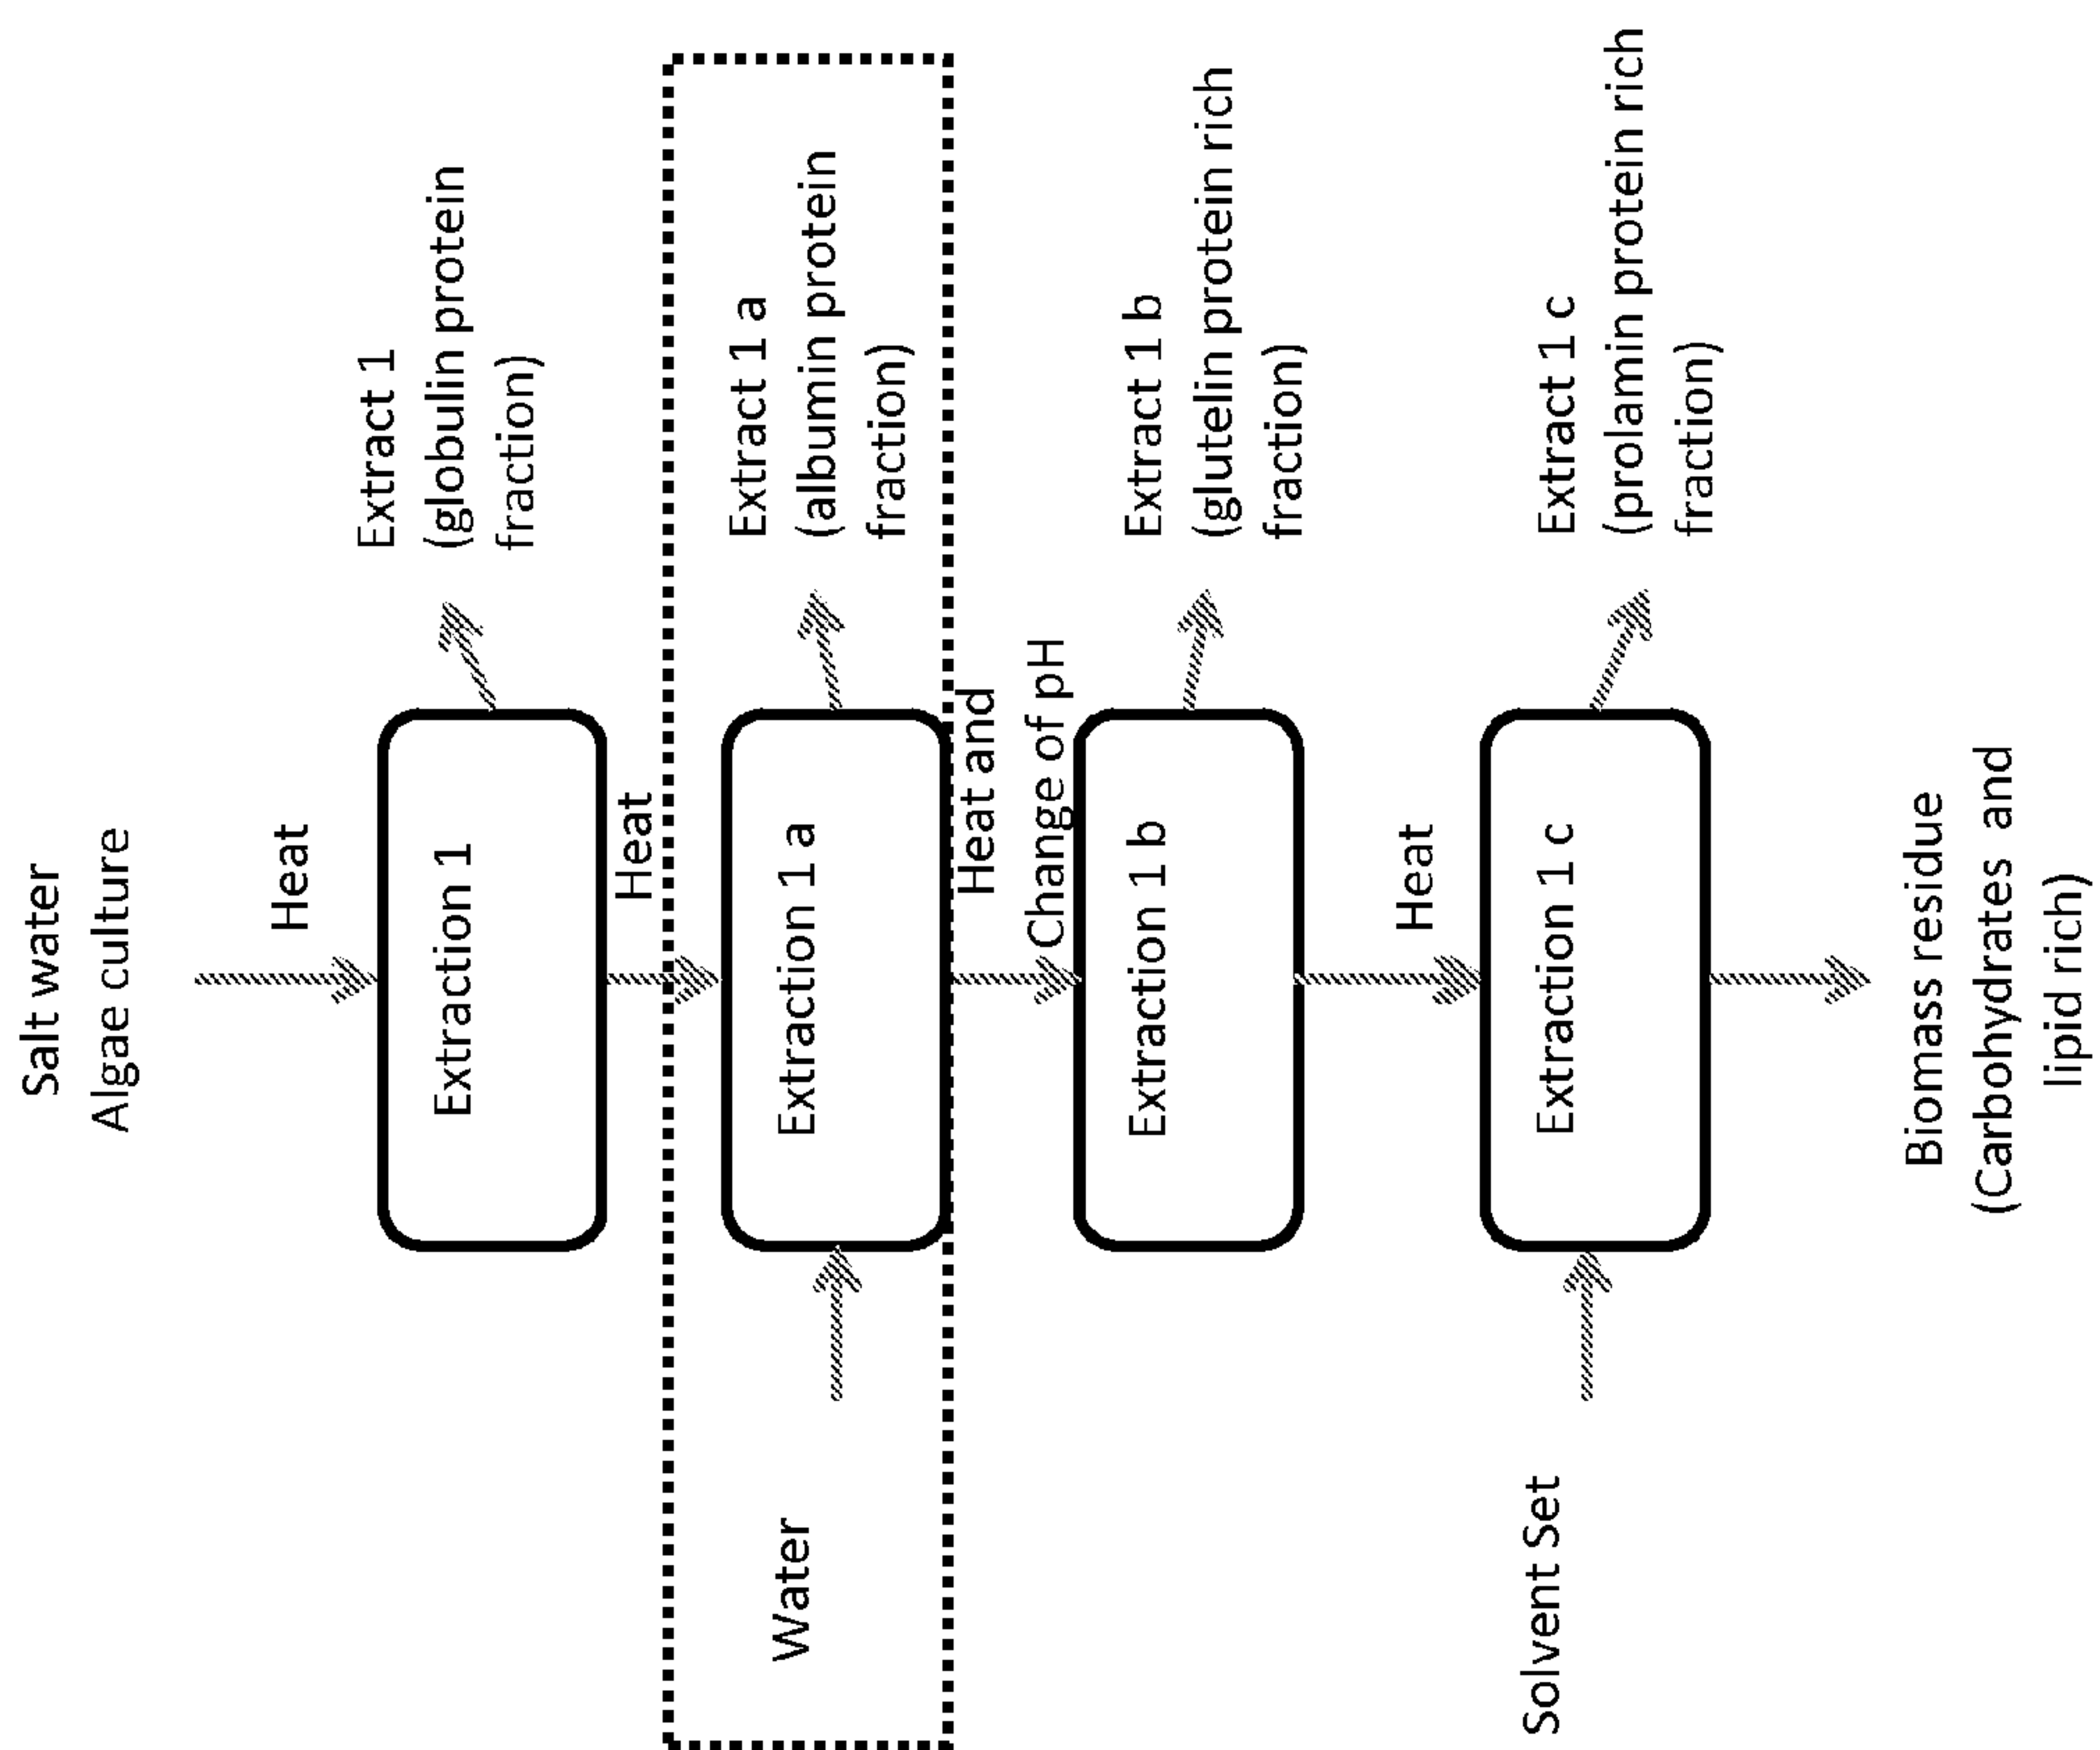 Salt water
Algae culture
Heat
Extraction 1
Extract 1
(globulin protein
fraction)
Heat
Water
Extraction 1 a
Extract 1 a
(albumin protein
fraction)
Heat and
Change of pH
Extraction 1 b
Extract 1 b
(glutelin protein rich
fraction)
Heat
Solvent Set
Extraction 1 c
Extract 1 c
(prolamin protein rich
fraction)
Biomass residue
(Carbohydrates and
lipid rich)